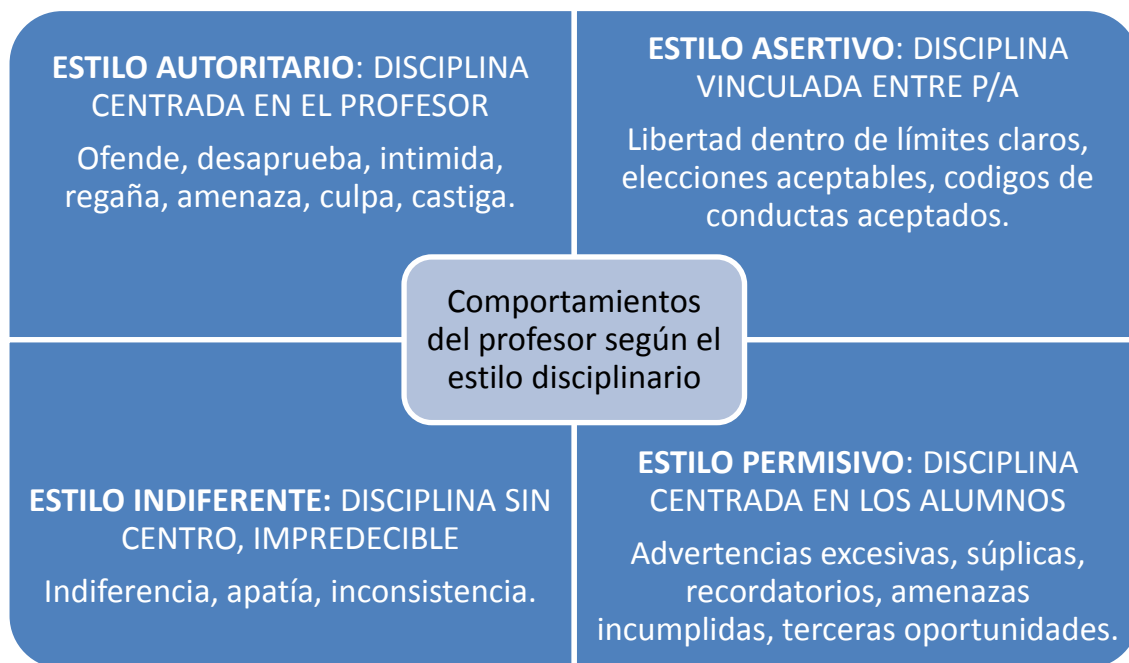 ESTILO AUTORITARIO: DISCIPLINA
CENTRADA EN EL PROFESOR
Ofende, desaprueba, intimida,
regaña, amenaza, culpa, castiga.
ESTILO ASERTIVO: DISCIPLINA
VINCULADA ENTRE P/A
Libertad dentro de límites claros,
elecciones aceptables, codigos de
conductas aceptados.
Comportamientos
del profesor según el
estilo disciplinario
ESTILO INDIFERENTE: DISCIPLINA SIN
CENTRO, IMPREDECIBLE
Indiferencia, apatía, inconsistencia.
ESTILO PERMISIVO: DISCIPLINA
CENTRADA EN LOS ALUMNOS
Advertencias excesivas, súplicas,
recordatorios, amenazas
incumplidas, terceras oportunidades.